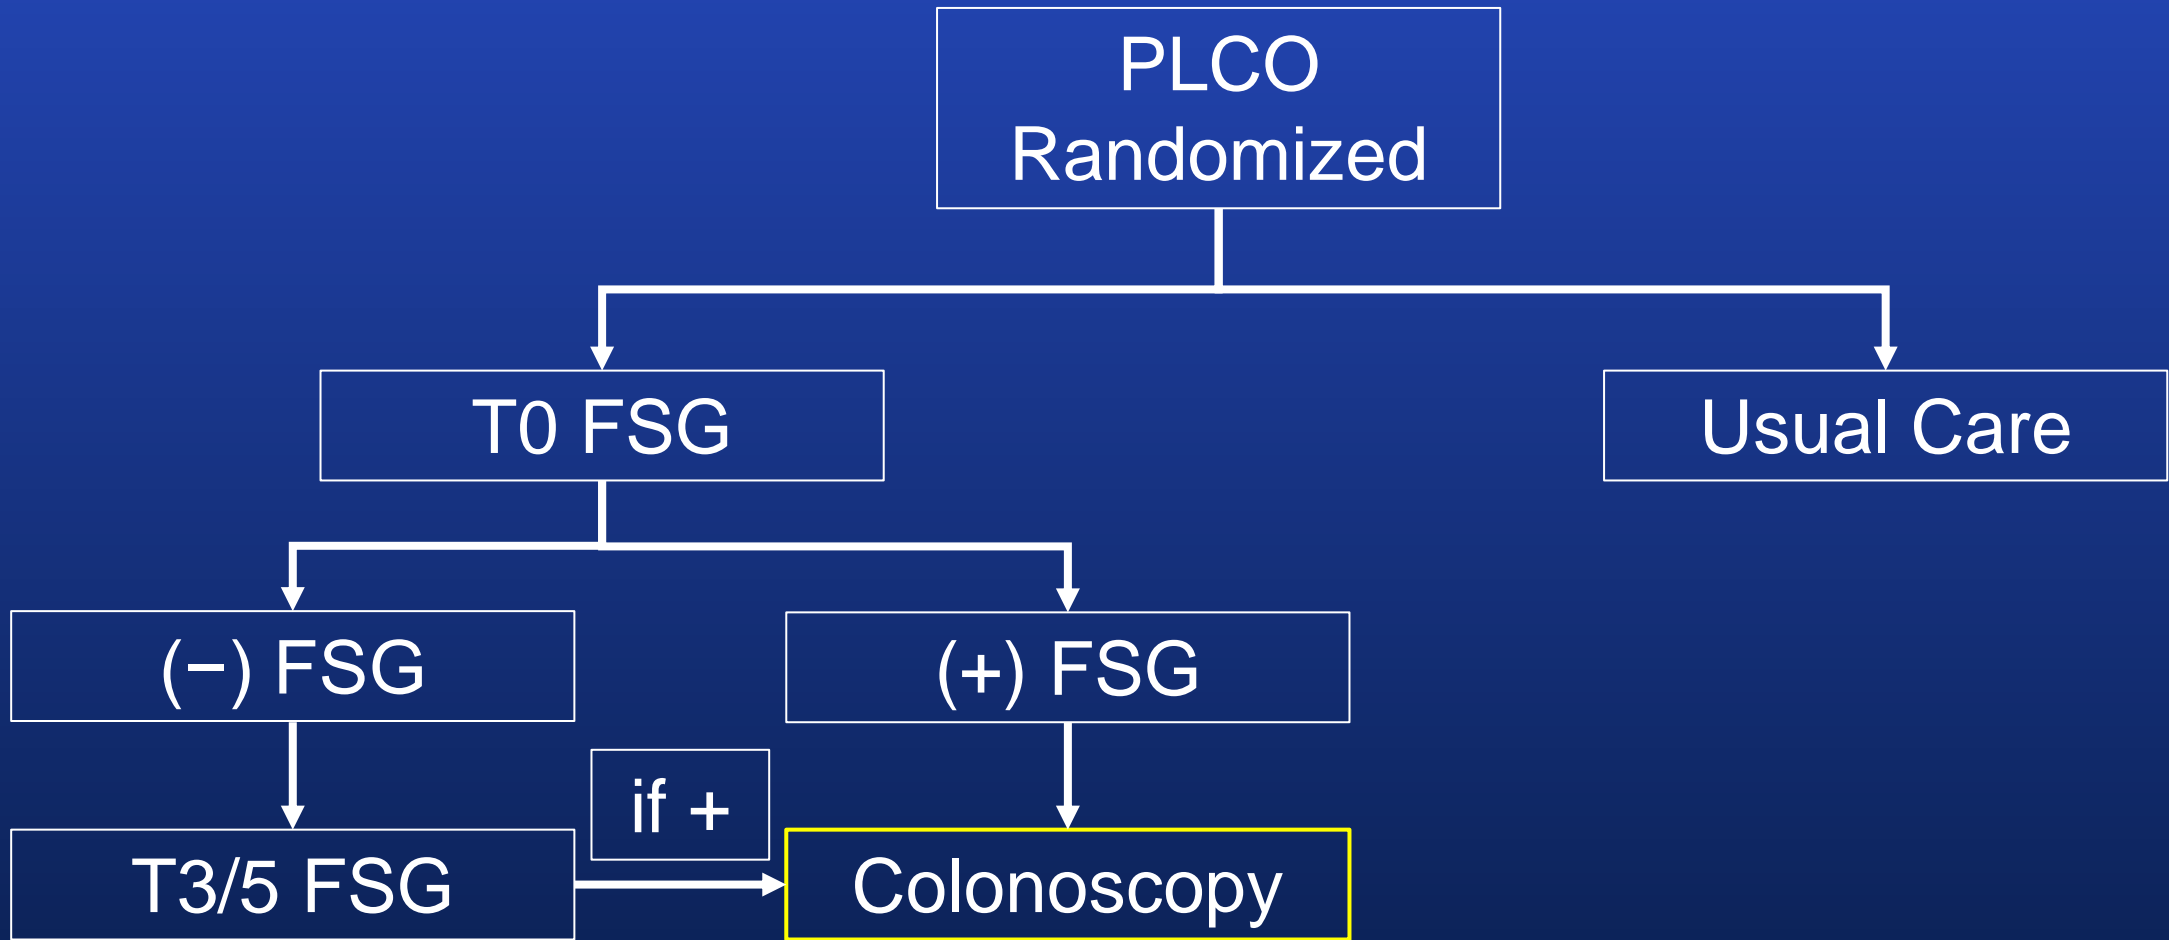 PLCO
Randomized
T0 FSG
Usual Care
(−) FSG
(+) FSG
if +
T3/5 FSG
Colonoscopy